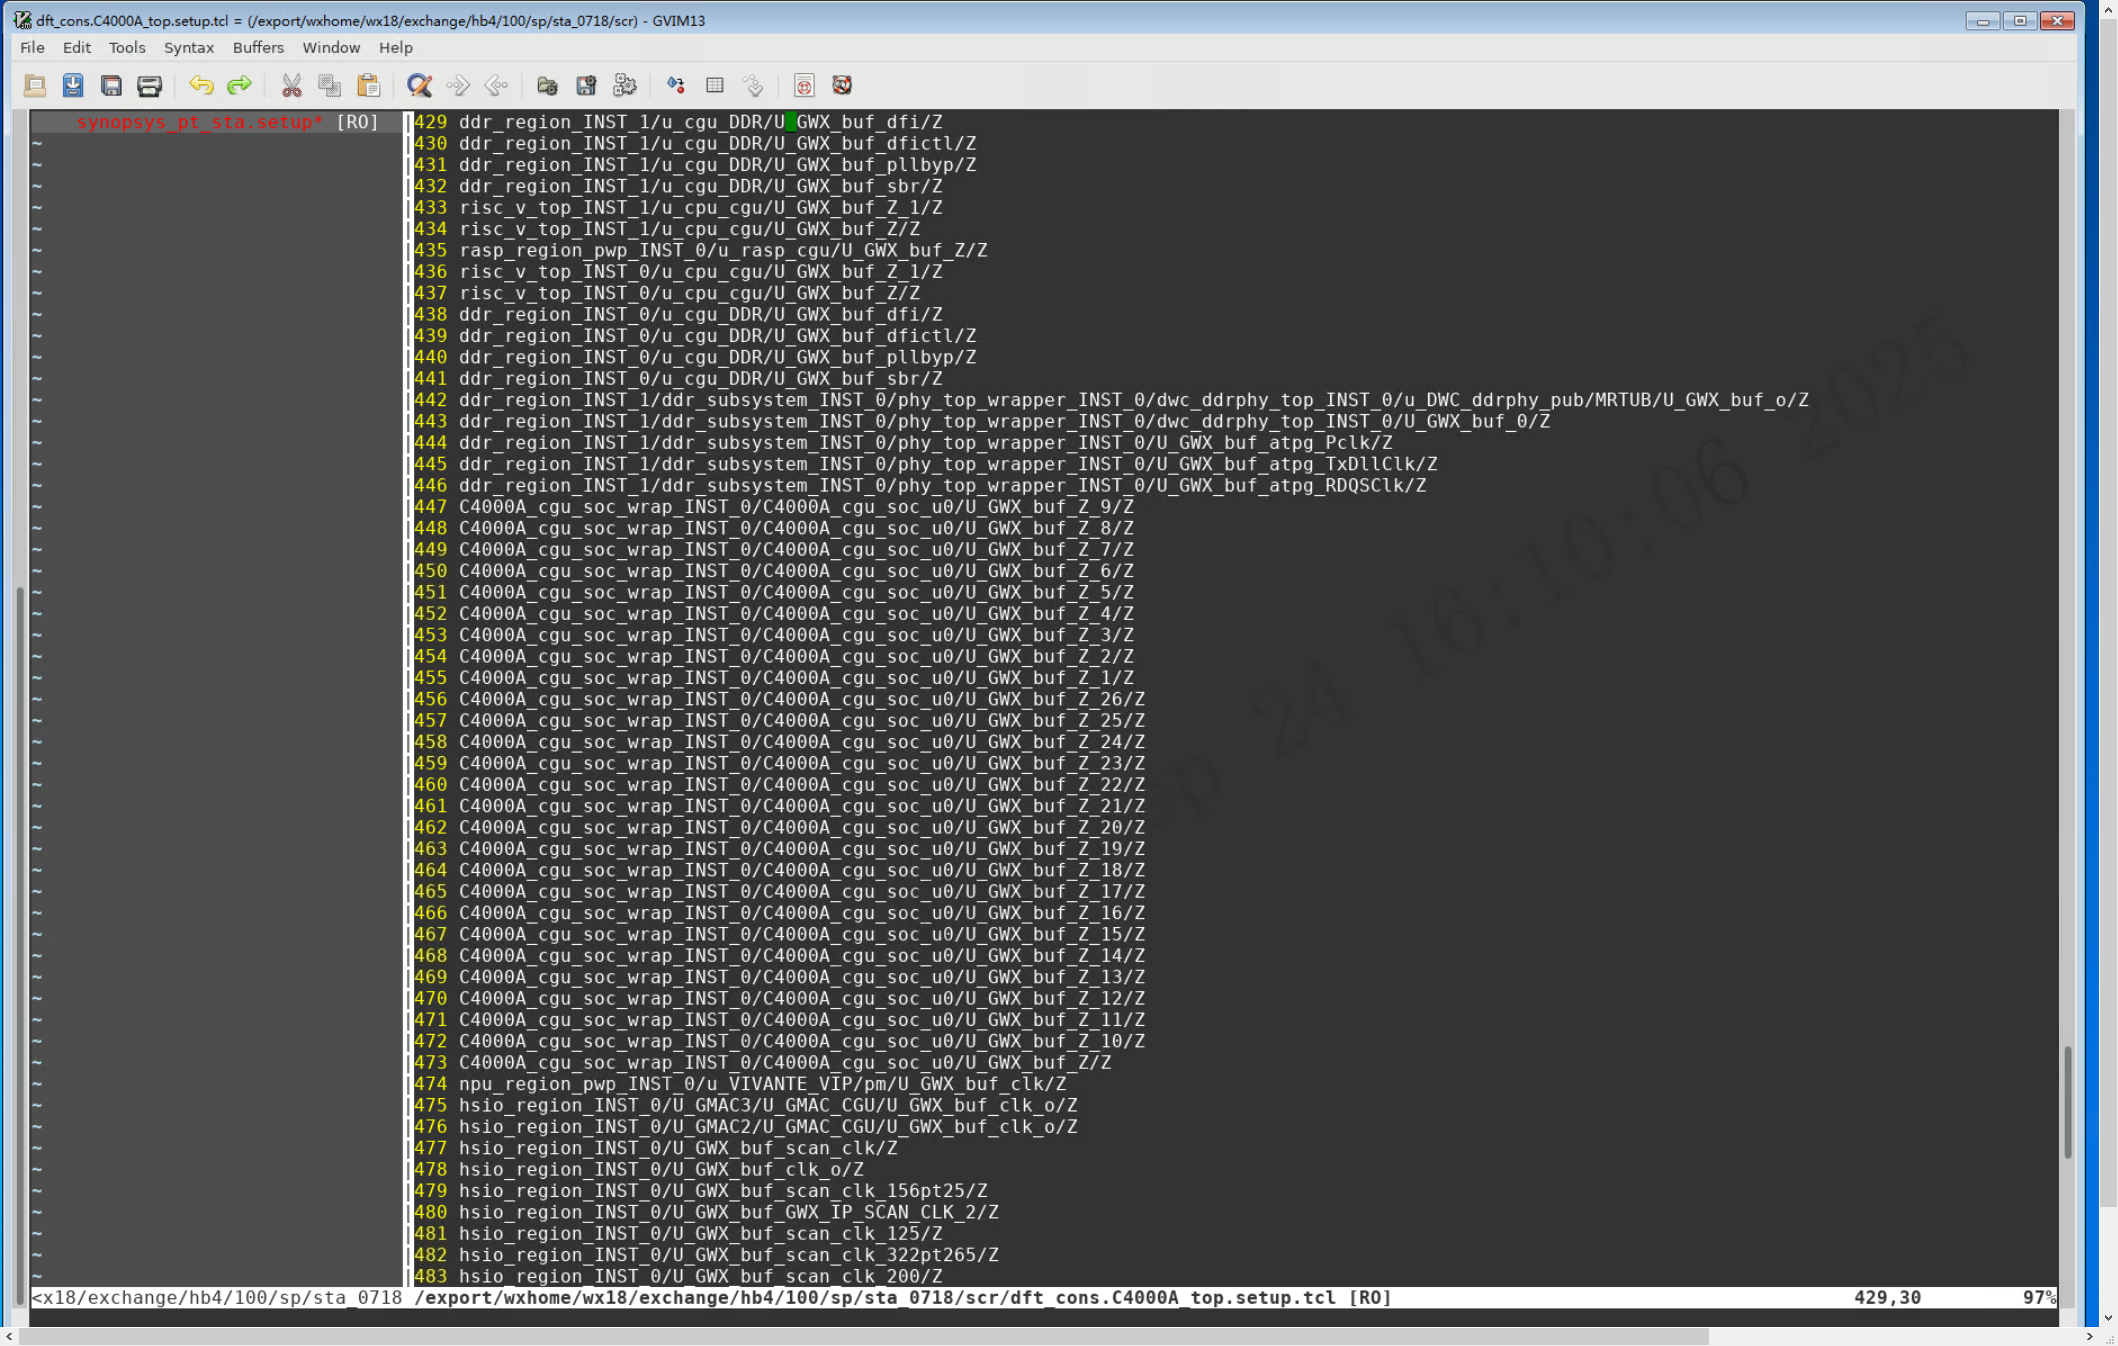 dft_cons.C4000A_top.setup.tcl = (/export/wxhome/wx18/exchange/hb4/100/sp/sta_0718/scr) - GVIM13
File Edit Tools Syntax Buffers Window Help
synopsys_pt_sta.setup* [RO]
429 ddr_region_INST_1/u_cgu_DDR/U_GWX_buf_dfi/Z
430 ddr_region_INST_1/u_cgu_DDR/U_GWX_buf_dfictl/Z
431 ddr_region_INST_1/u_cgu_DDR/U_GWX_buf_pllbyp/Z
432 ddr_region_INST_1/u_cgu_DDR/U_GWX_buf_sbr/Z
433 risc_v_top_INST_1/u_cpu_cgu/U_GWX_buf_Z_1/Z
434 risc_v_top_INST_1/u_cpu_cgu/U_GWX_buf_Z/Z
435 rasp_region_pwp_INST_0/u_rasp_cgu/U_GWX_buf_Z/Z
436 risc_v_top_INST_0/u_cpu_cgu/U_GWX_buf_Z_1/Z
437 risc_v_top_INST_0/u_cpu_cgu/U_GWX_buf_Z/Z
438 ddr_region_INST_0/u_cgu_DDR/U_GWX_buf_dfi/Z
439 ddr_region_INST_0/u_cgu_DDR/U_GWX_buf_dfictl/Z
440 ddr_region_INST_0/u_cgu_DDR/U_GWX_buf_pllbyp/Z
441 ddr_region_INST_0/u_cgu_DDR/U_GWX_buf_sbr/Z
442 ddr_region_INST_1/ddr_subsystem_INST_0/phy_top_wrapper_INST_0/dwc_ddrphy_top_INST_0/u_DWC_ddrphy_pub/MRTUB/U_GWX_buf_o/Z
443 ddr_region_INST_1/ddr_subsystem_INST_0/phy_top_wrapper_INST_0/dwc_ddrphy_top_INST_0/U_GWX_buf_0/Z
444 ddr_region_INST_1/ddr_subsystem_INST_0/phy_top_wrapper_INST_0/U_GWX_buf_atpg_Pclk/Z
445 ddr_region_INST_1/ddr_subsystem_INST_0/phy_top_wrapper_INST_0/U_GWX_buf_atpg_TxDllClk/Z
446 ddr_region_INST_1/ddr_subsystem_INST_0/phy_top_wrapper_INST_0/U_GWX_buf_atpg_RDQSClk/Z
447 C4000A_cgu_soc_wrap_INST_0/C4000A_cgu_soc_u0/U_GWX_buf_Z_9/Z
448 C4000A_cgu_soc_wrap_INST_0/C4000A_cgu_soc_u0/U_GWX_buf_Z_8/Z
449 C4000A_cgu_soc_wrap_INST_0/C4000A_cgu_soc_u0/U_GWX_buf_Z_7/Z
450 C4000A_cgu_soc_wrap_INST_0/C4000A_cgu_soc_u0/U_GWX_buf_Z_6/Z
451 C4000A_cgu_soc_wrap_INST_0/C4000A_cgu_soc_u0/U_GWX_buf_Z_5/Z
452 C4000A_cgu_soc_wrap_INST_0/C4000A_cgu_soc_u0/U_GWX_buf_Z_4/Z
453 C4000A_cgu_soc_wrap_INST_0/C4000A_cgu_soc_u0/U_GWX_buf_Z_3/Z
454 C4000A_cgu_soc_wrap_INST_0/C4000A_cgu_soc_u0/U_GWX_buf_Z_2/Z
455 C4000A_cgu_soc_wrap_INST_0/C4000A_cgu_soc_u0/U_GWX_buf_Z_1/Z
456 C4000A_cgu_soc_wrap_INST_0/C4000A_cgu_soc_u0/U_GWX_buf_Z_26/Z
457 C4000A_cgu_soc_wrap_INST_0/C4000A_cgu_soc_u0/U_GWX_buf_Z_25/Z
458 C4000A_cgu_soc_wrap_INST_0/C4000A_cgu_soc_u0/U_GWX_buf_Z_24/Z
459 C4000A_cgu_soc_wrap_INST_0/C4000A_cgu_soc_u0/U_GWX_buf_Z_23/Z
460 C4000A_cgu_soc_wrap_INST_0/C4000A_cgu_soc_u0/U_GWX_buf_Z_22/Z
461 C4000A_cgu_soc_wrap_INST_0/C4000A_cgu_soc_u0/U_GWX_buf_Z_21/Z
462 C4000A_cgu_soc_wrap_INST_0/C4000A_cgu_soc_u0/U_GWX_buf_Z_20/Z
463 C4000A_cgu_soc_wrap_INST_0/C4000A_cgu_soc_u0/U_GWX_buf_Z_19/Z
464 C4000A_cgu_soc_wrap_INST_0/C4000A_cgu_soc_u0/U_GWX_buf_Z_18/Z
465 C4000A_cgu_soc_wrap_INST_0/C4000A_cgu_soc_u0/U_GWX_buf_Z_17/Z
466 C4000A_cgu_soc_wrap_INST_0/C4000A_cgu_soc_u0/U_GWX_buf_Z_16/Z
467 C4000A_cgu_soc_wrap_INST_0/C4000A_cgu_soc_u0/U_GWX_buf_Z_15/Z
468 C4000A_cgu_soc_wrap_INST_0/C4000A_cgu_soc_u0/U_GWX_buf_Z_14/Z
469 C4000A_cgu_soc_wrap_INST_0/C4000A_cgu_soc_u0/U_GWX_buf_Z_13/Z
470 C4000A_cgu_soc_wrap_INST_0/C4000A_cgu_soc_u0/U_GWX_buf_Z_12/Z
471 C4000A_cgu_soc_wrap_INST_0/C4000A_cgu_soc_u0/U_GWX_buf_Z_11/Z
472 C4000A_cgu_soc_wrap_INST_0/C4000A_cgu_soc_u0/U_GWX_buf_Z_10/Z
473 C4000A_cgu_soc_wrap_INST_0/C4000A_cgu_soc_u0/U_GWX_buf_Z/Z
474 npu_region_pwp_INST_0/u_VIVANTE_VIP/pm/U_GWX_buf_clk/Z
475 hsio_region_INST_0/U_GMAC3/U_GMAC_CGU/U_GWX_buf_clk_o/Z
476 hsio_region_INST_0/U_GMAC2/U_GMAC_CGU/U_GWX_buf_clk_o/Z
477 hsio_region_INST_0/U_GWX_buf_scan_clk/Z
478 hsio_region_INST_0/U_GWX_buf_clk_o/Z
479 hsio_region_INST_0/U_GWX_buf_scan_clk_156pt25/Z
480 hsio_region_INST_0/U_GWX_buf_GWX_IP_SCAN_CLK_2/Z
481 hsio_region_INST_0/U_GWX_buf_scan_clk_125/Z
482 hsio_region_INST_0/U_GWX_buf_scan_clk_322pt265/Z
483 hsio_region_INST_0/U_GWX_buf_scan_clk_200/Z
<x18/exchange/hb4/100/sp/sta_0718 /export/wxhome/wx18/exchange/hb4/100/sp/sta_0718/scr/dft_cons.C4000A_top.setup.tcl [RO] 429,30 97%
ep 24 16:10:06 2025